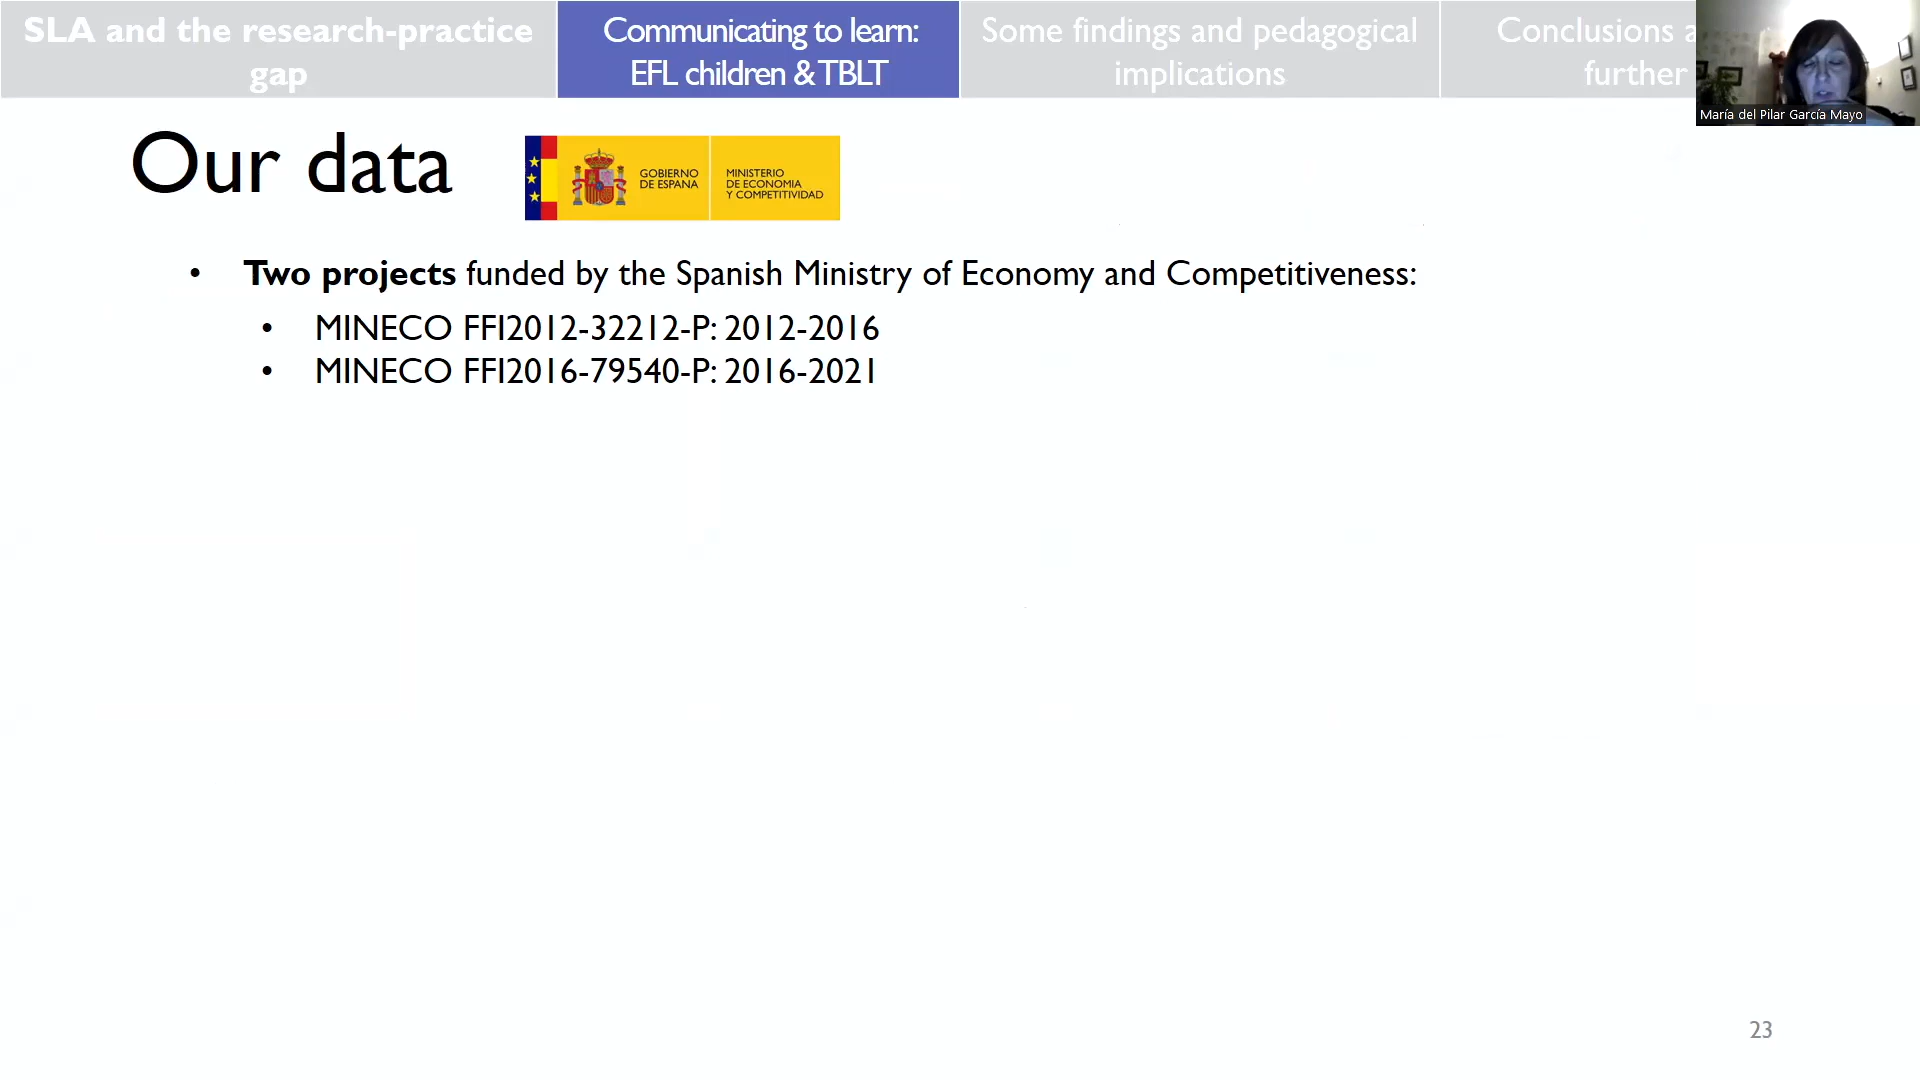 SLA and the research-practice
gap
Communicating to learn:
EFL children & TBLT
Some findings and pedagogical
implications
Conclusions a
further
María del Pilar García Mayo
Our data
GOBIERNO
DE ESPAÑA
MINISTERIO
DE ECONOMIA
Y COMPETITIVIDAD
• Two projects funded by the Spanish Ministry of Economy and Competitiveness:
• MINECO FFI2012-32212-P: 2012-2016
• MINECO FFI2016-79540-P: 2016-2021
23